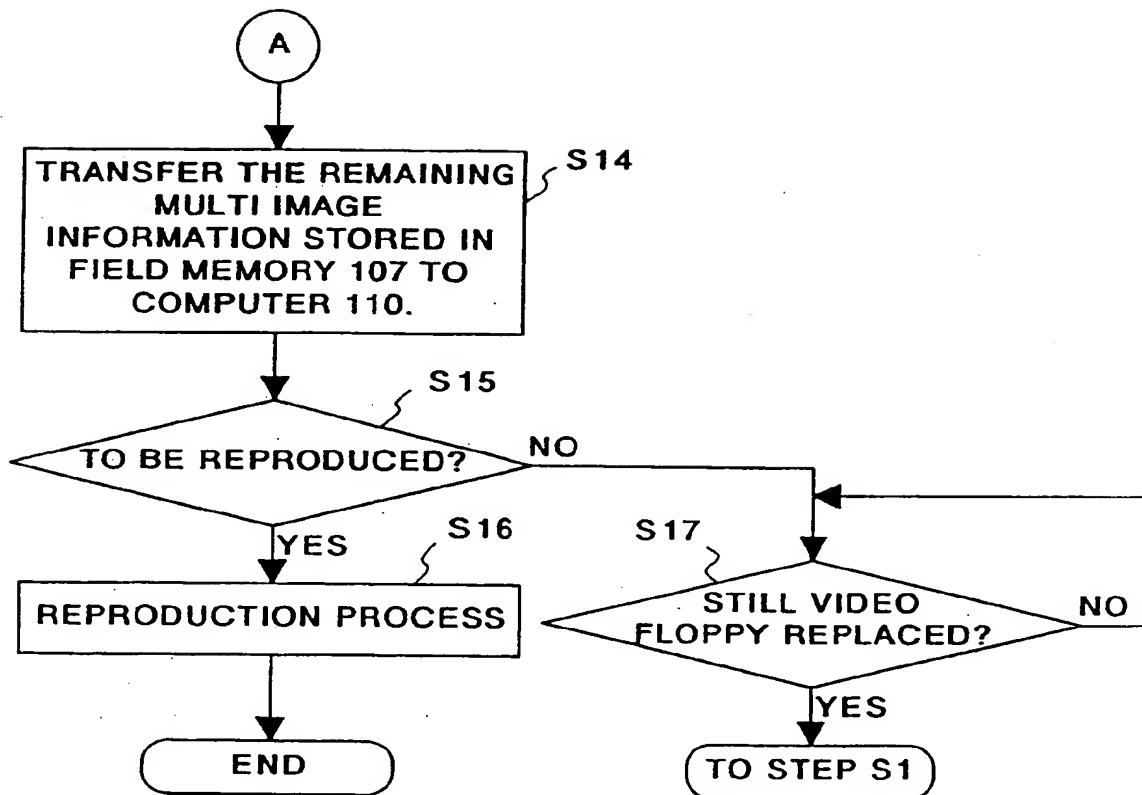 A
S14
TRANSFER THE REMAINING
MULTI IMAGE
INFORMATION STORED IN
FIELD MEMORY 107 TO
COMPUTER 110.
S15
TO BE REPRODUCED?
NO
YES
S16
REPRODUCTION PROCESS
END
S17
STILL VIDEO
FLOPPY REPLACED?
NO
YES
TO STEP S1